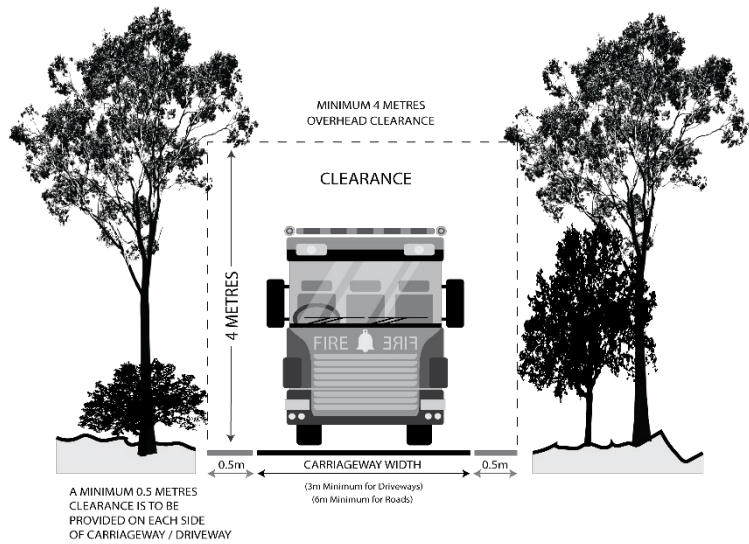 MINIMUM 4 METRES
OVERHEAD CLEARANCE
CLEARANCE
4 METRES
FIRE FIRE
0.5m CARRIAGEWAY WIDTH 0.5m
(3m Minimum for Driveways)
(6m Minimum for Roads)
A MINIMUM 0.5 METRES
CLEARANCE IS TO BE
PROVIDED ON EACH SIDE
OF CARRIAGEWAY / DRIVEWAY